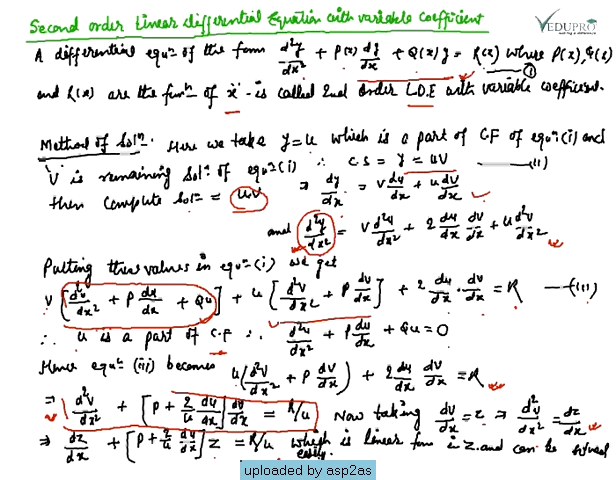 Second order Linear differential Equation with variable coefficient
VEDUPRO
A differential equⁿ of the form d²y/dx² + P(x) dy/dx + Q(x) y = R(x) where P(x), Q(x)
①
and R(x) are the funⁿ of 'x' - is called 2nd order L.D.E with variable coefficient.
Method of Solⁿ. Here we take y = u which is a part of CF of equⁿ(i) and
'V' is remaining Solⁿ of equⁿ(i) ∴ C.S = y = uv —(ii)
then Complete Solⁿ = uv ⇒ dy/dx = v du/dx + u dv/dx
and d²y/dx² = v d²u/dx² + 2 du/dx dv/dx + u d²v/dx²
Putting these values in equⁿ(i) we get
v [d²u/dx² + P du/dx + Qu] + u [d²v/dx² + P dv/dx] + 2 du/dx · dv/dx = R —(iii)
∴ u is a part of C.F ∴ d²u/dx² + P du/dx + Qu = 0
Hence equⁿ (iii) becomes u(d²v/dx² + P dv/dx) + 2 du/dx dv/dx = R
⇒ d²v/dx² + [P + 2/u du/dx] dv/dx = R/u Now taking dv/dx = z ⇒ d²v/dx² = dz/dx
⇒ dz/dx + [P + 2/u du/dx] z = R/u which is linear form in z. and can be solved
easily.
uploaded by asp2as